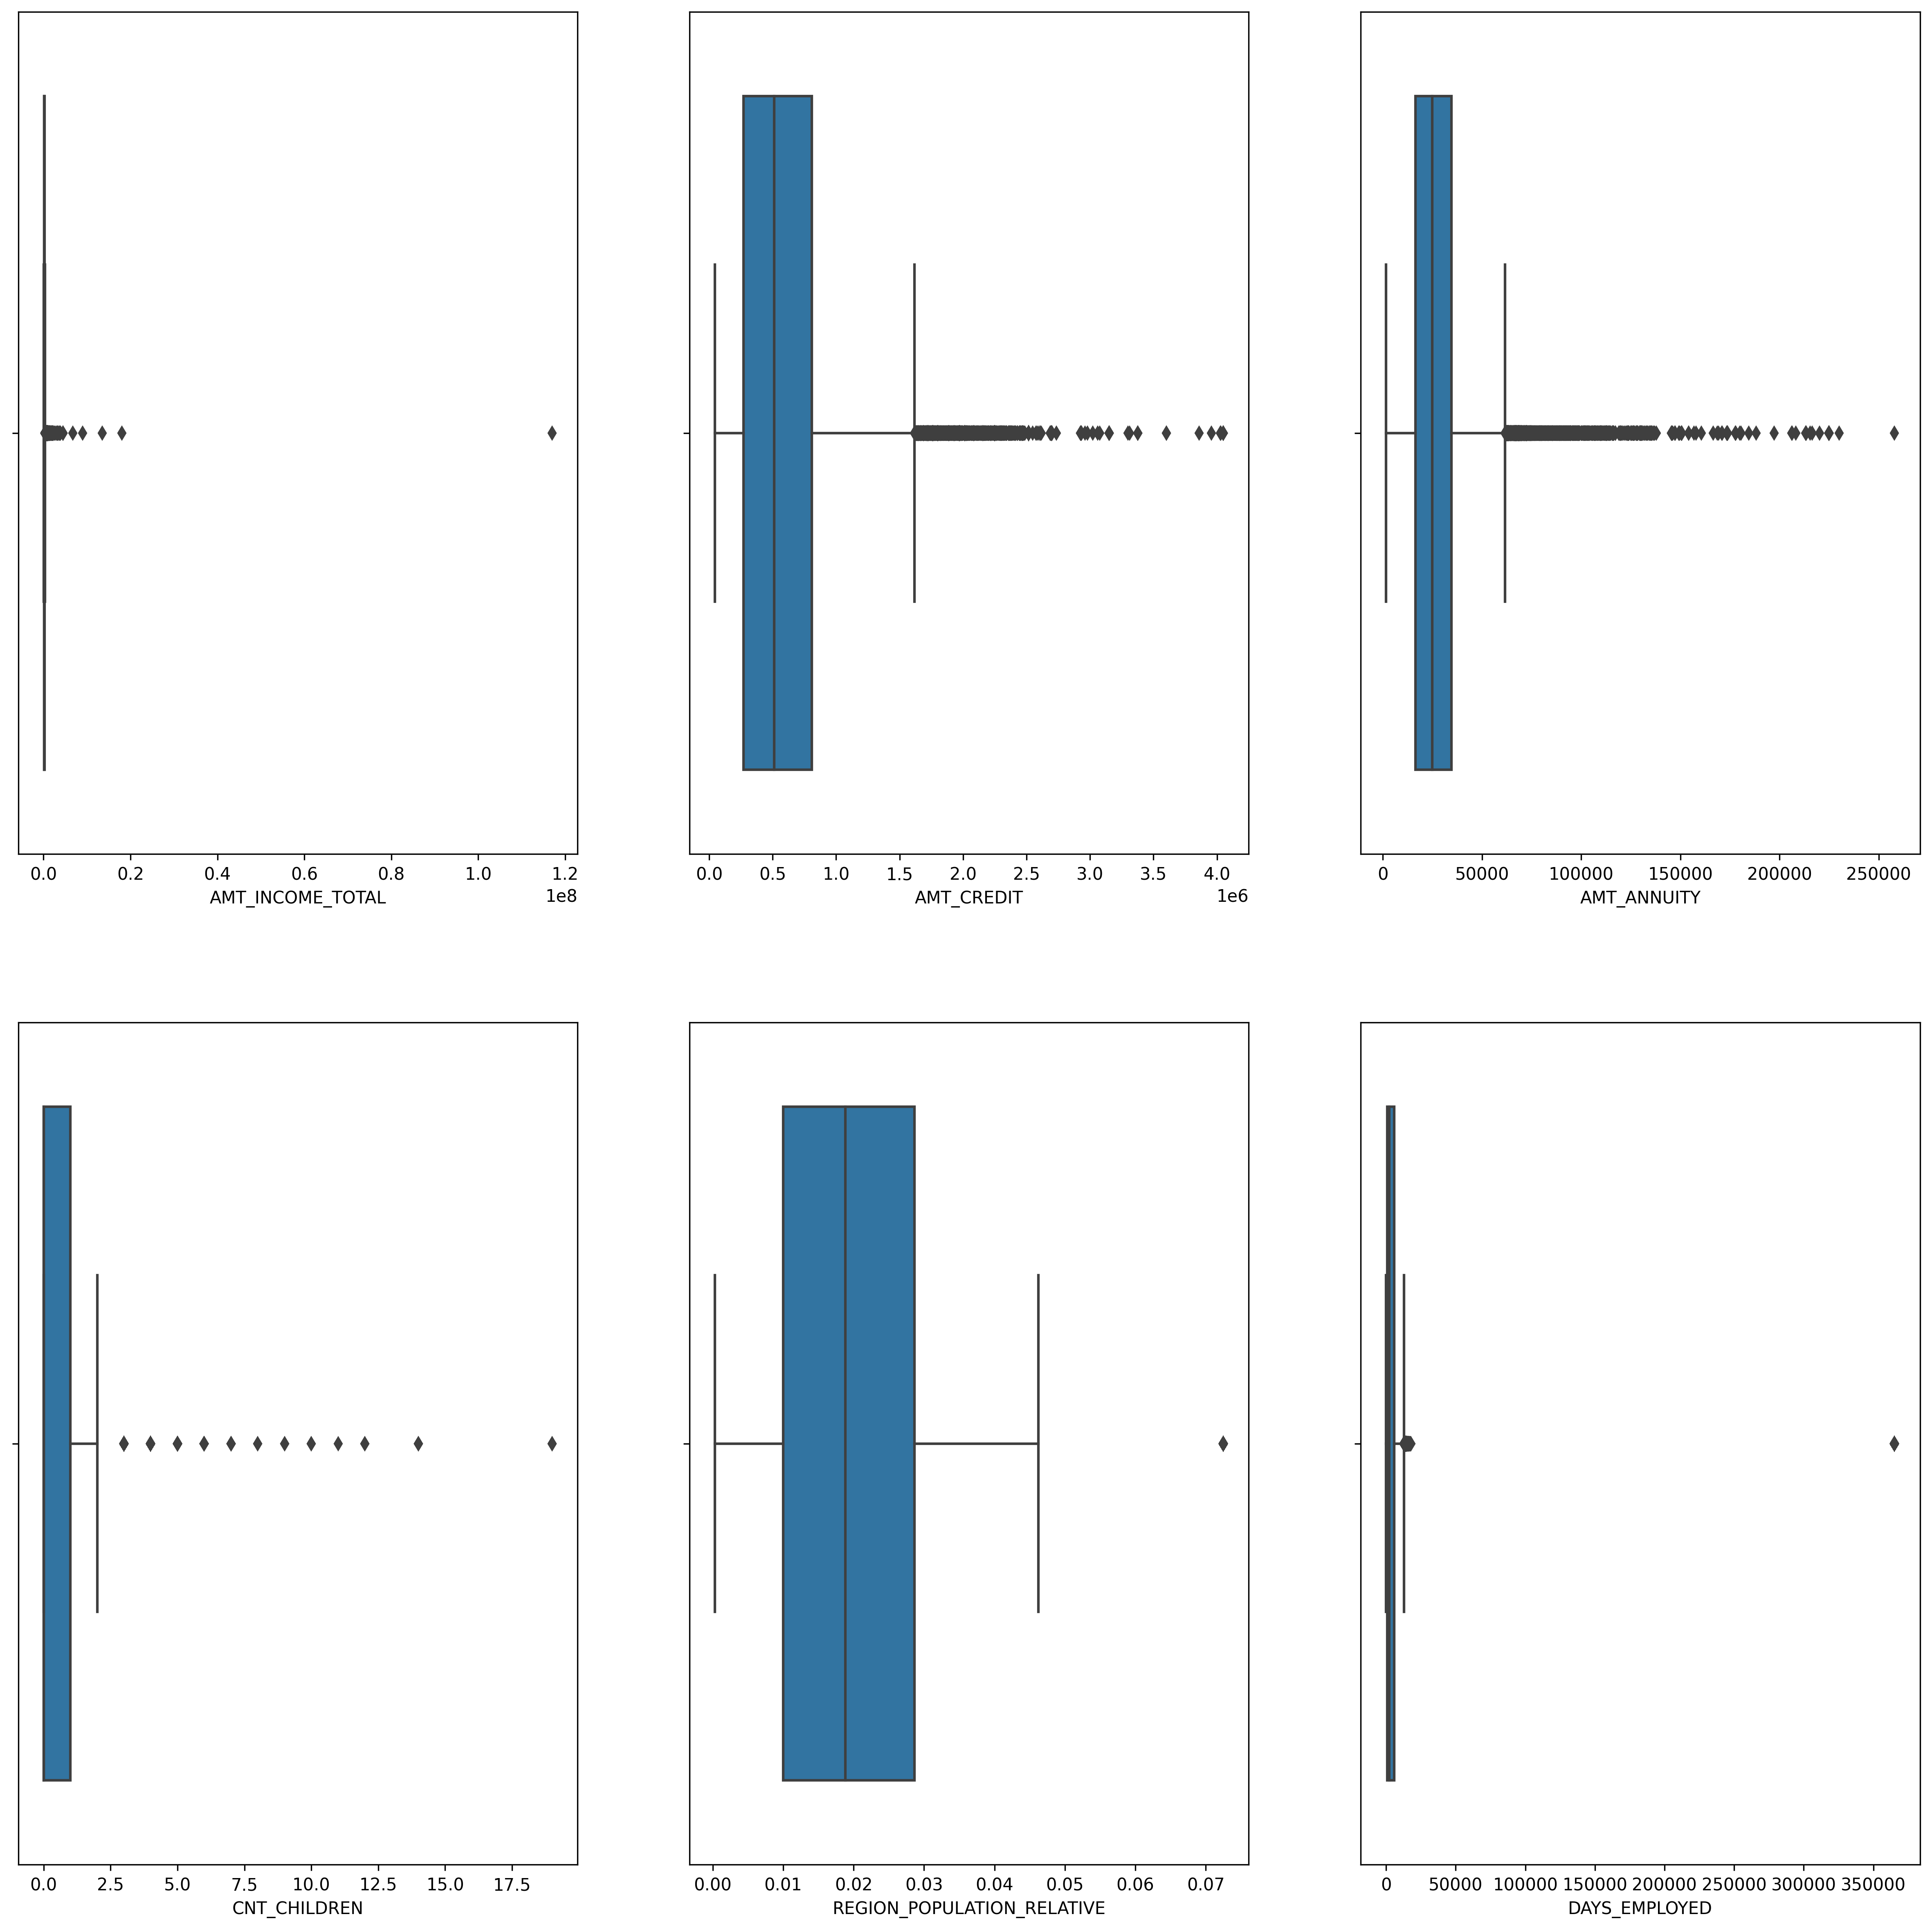 0.0 0.2 0.4 0.6 0.8 1.0 1.2
AMT_INCOME_TOTAL 1e8
0.0 0.5 1.0 1.5 2.0 2.5 3.0 3.5 4.0
AMT_CREDIT 1e6
0 50000 100000 150000 200000 250000
AMT_ANNUITY
0.0 2.5 5.0 7.5 10.0 12.5 15.0 17.5
CNT_CHILDREN
0.00 0.01 0.02 0.03 0.04 0.05 0.06 0.07
REGION_POPULATION_RELATIVE
0 50000 100000 150000 200000 250000 300000 350000
DAYS_EMPLOYED